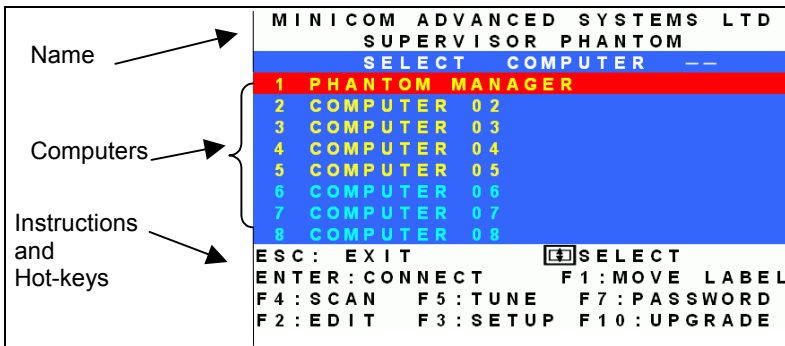 MINICOM ADVANCED SYSTEMS LTD
SUPERVISOR PHANTOM
SELECT COMPUTER --
1 PHANTOM MANAGER
2 COMPUTER 02
3 COMPUTER 03
4 COMPUTER 04
5 COMPUTER 05
6 COMPUTER 06
7 COMPUTER 07
8 COMPUTER 08
ESC: EXIT SELECT
ENTER:CONNECT F1:MOVE LABEL
F4:SCAN F5:TUNE F7:PASSWORD
F2:EDIT F3:SETUP F10:UPGRADE
Name
Computers
Instructions
and
Hot-keys